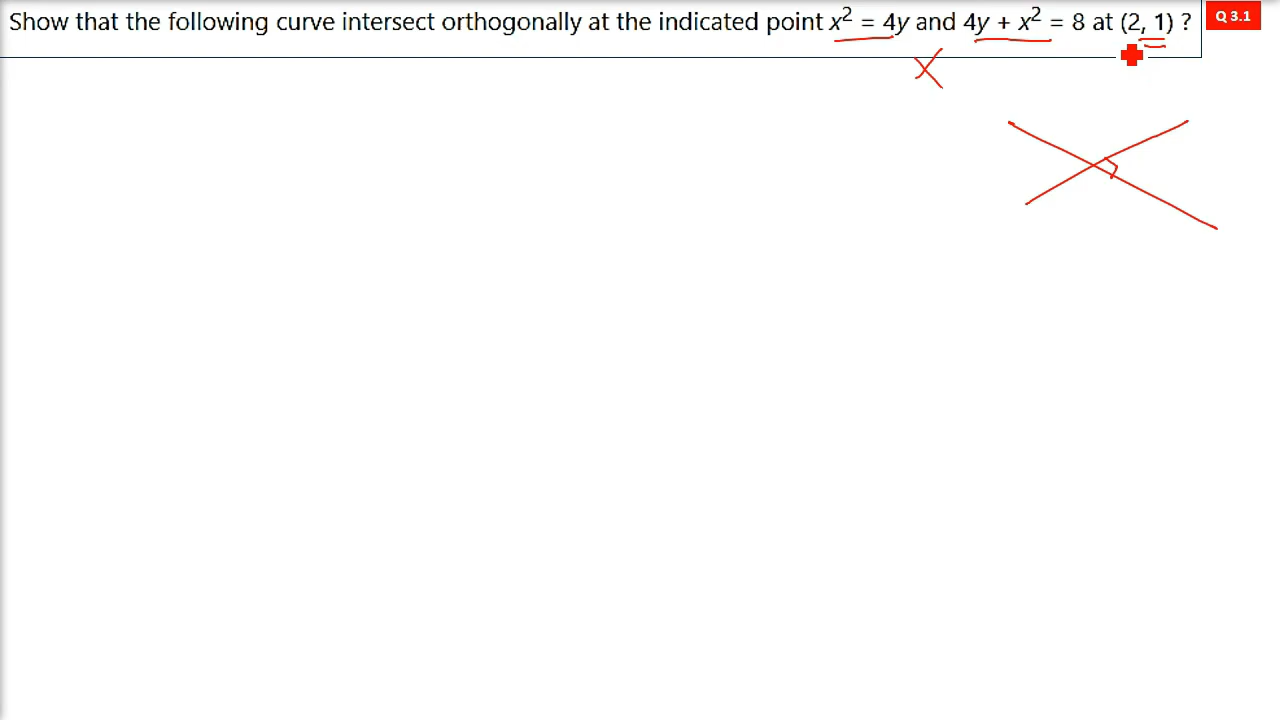 Show that the following curve intersect orthogonally at the indicated point x² = 4y and 4y + x² = 8 at (2, 1) ?
Q 3.1